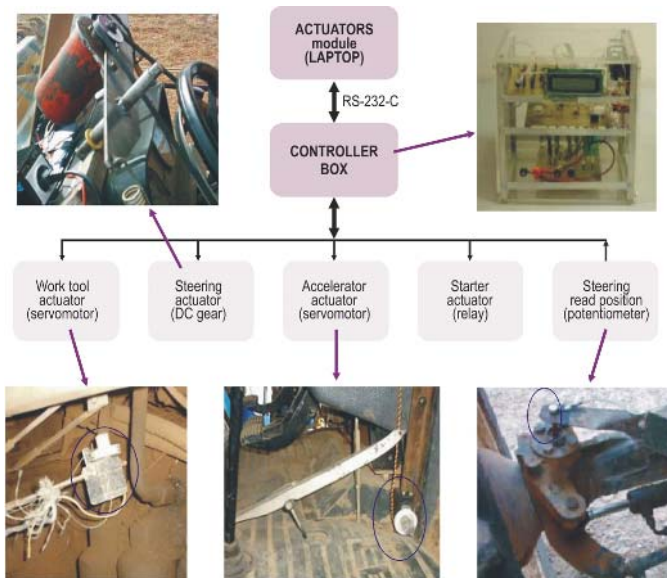 ACTUATORS
module
(LAPTOP)
RS-232-C
CONTROLLER
BOX
Work tool
actuator
(servomotor)
Steering
actuator
(DC gear)
Accelerator
actuator
(servomotor)
Starter
actuator
(relay)
Steering
read position
(potentiometer)